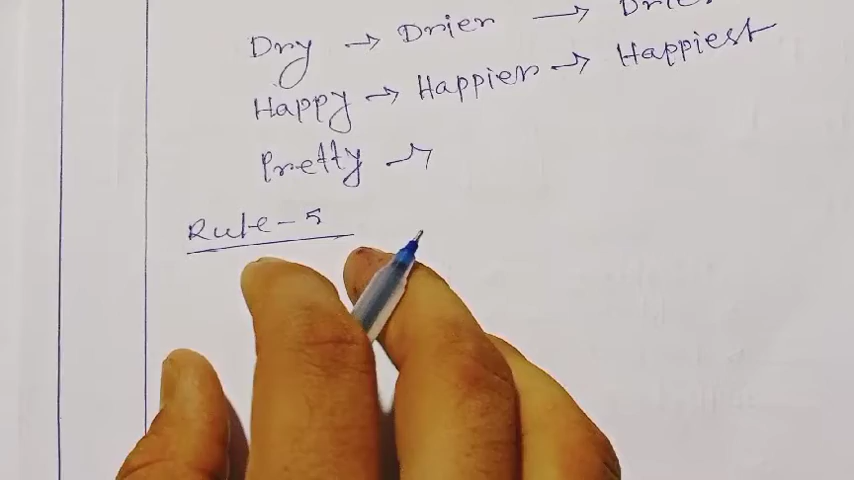 Dry → Drier →
Happy → Happier → Happiest
Pretty →
Rule-5